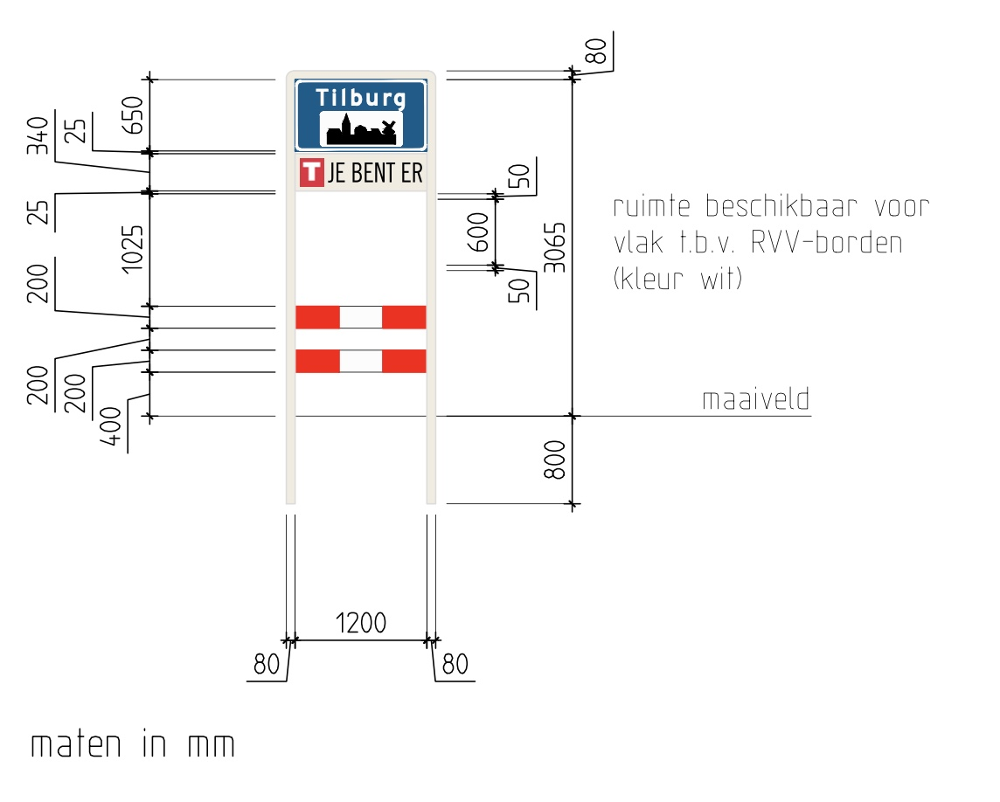 80
Tilburg
650
340
25
T JE BENT ER
50
25
600
3065
1025
ruimte beschikbaar voor
vlak t.b.v. RVV-borden
(kleur wit)
200
50
200
200
400
maaiveld
800
1200
80
80
maten in mm